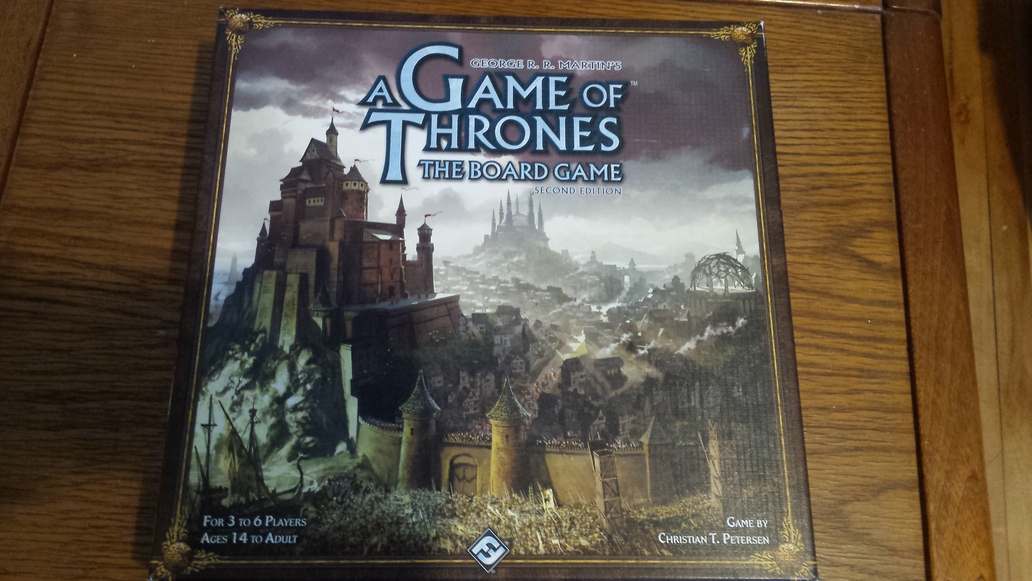 GEORGE R. R. MARTIN'S
A GAME OF
THRONES™
THE BOARD GAME
SECOND EDITION
FOR 3 TO 6 PLAYERS
AGES 14 TO ADULT
GAME BY
CHRISTIAN T. PETERSEN